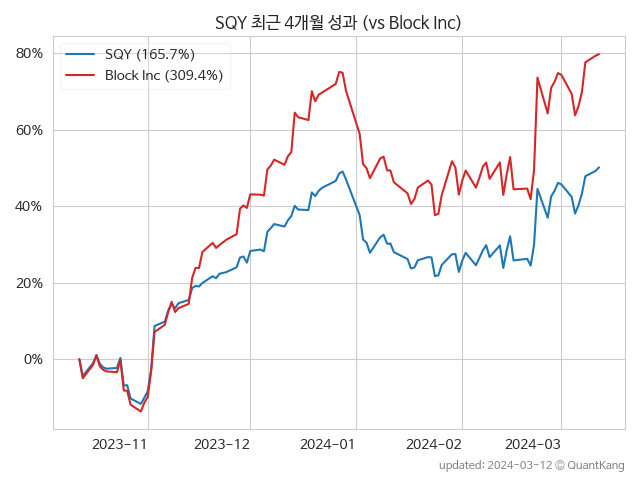 SQY 최근 4개월 성과 (vs Block Inc)
SQY (165.7%)
Block Inc (309.4%)
80%
60%
40%
20%
0%
2023-11 2023-12 2024-01 2024-02 2024-03
updated: 2024-03-12 © QuantKang